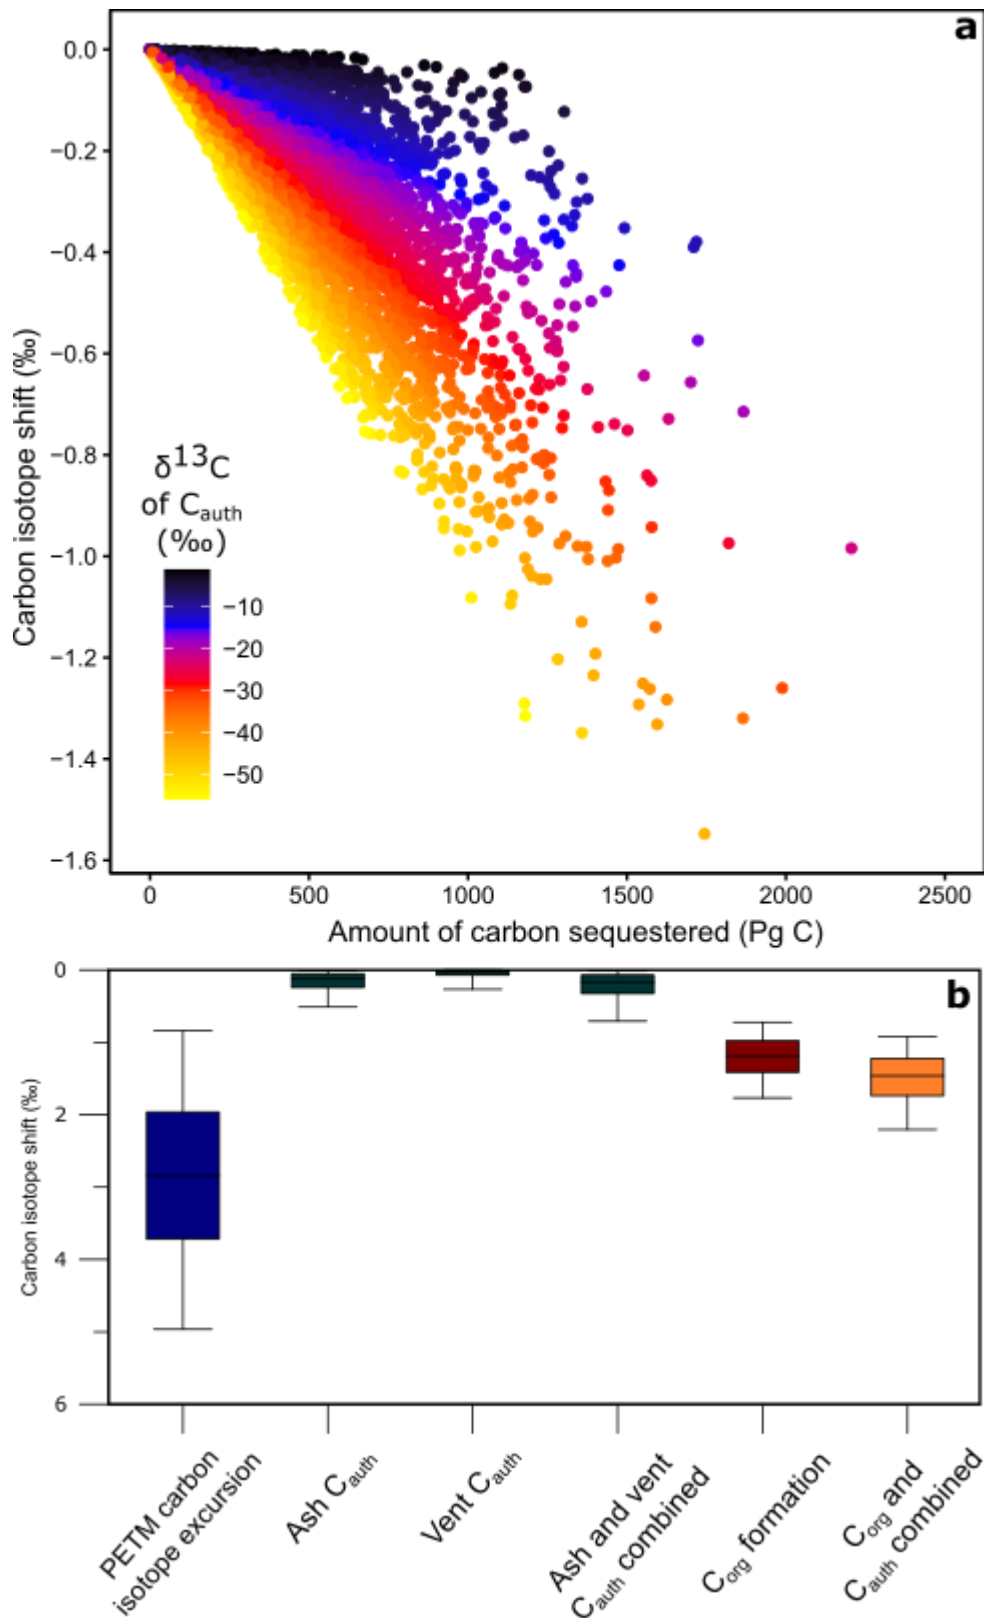 a
0.0
−0.2
−0.4
−0.6
−0.8
−1.0
−1.2
−1.4
−1.6
Carbon isotope shift (‰)
δ13C
of Cauth
(‰)
−10
−20
−30
−40
−50
0
500
1000
1500
2000
2500
Amount of carbon sequestered (Pg C)
b
0
2
4
6
Carbon isotope shift (‰)
PETM carbon
isotope excursion
Ash Cauth
Vent Cauth
Ash and vent
Cauth combined
Corg formation
Corg and
Cauth combined